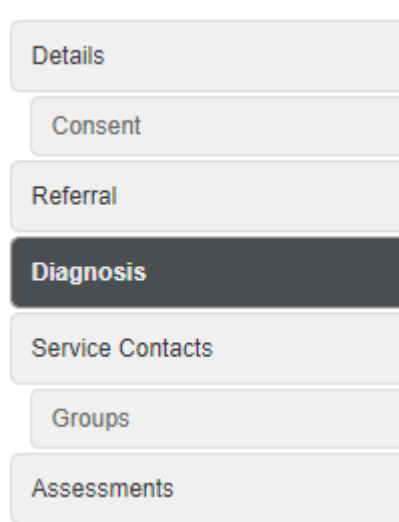 Details
Consent
Referral
Diagnosis
Service Contacts
Groups
Assessments